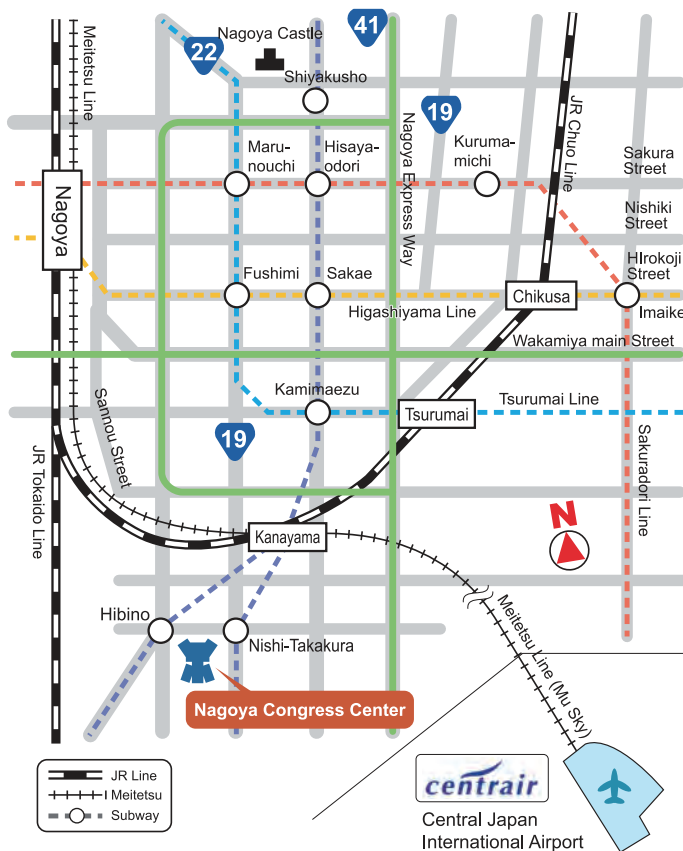 Meitetsu Line
22
Nagoya Castle
41
Shiyakusho
Nagoya Express Way
19
JR Chuo Line
Maru-
nouchi
Hisaya-
odori
Kuruma-
michi
Sakura
Street
Nagoya
Nishiki
Street
Fushimi
Sakae
HIrokoji
Street
Chikusa
Higashiyama Line
Imaike
Wakamiya main Street
Sannou Street
Kamimaezu
Tsurumai
Tsurumai Line
19
JR Tokaido Line
Sakuradori Line
N
Kanayama
Hibino
Nishi-Takakura
Meitetsu Line (Mu Sky)
Nagoya Congress Center
JR Line
Meitetsu
Subway
centrair
Central Japan
International Airport